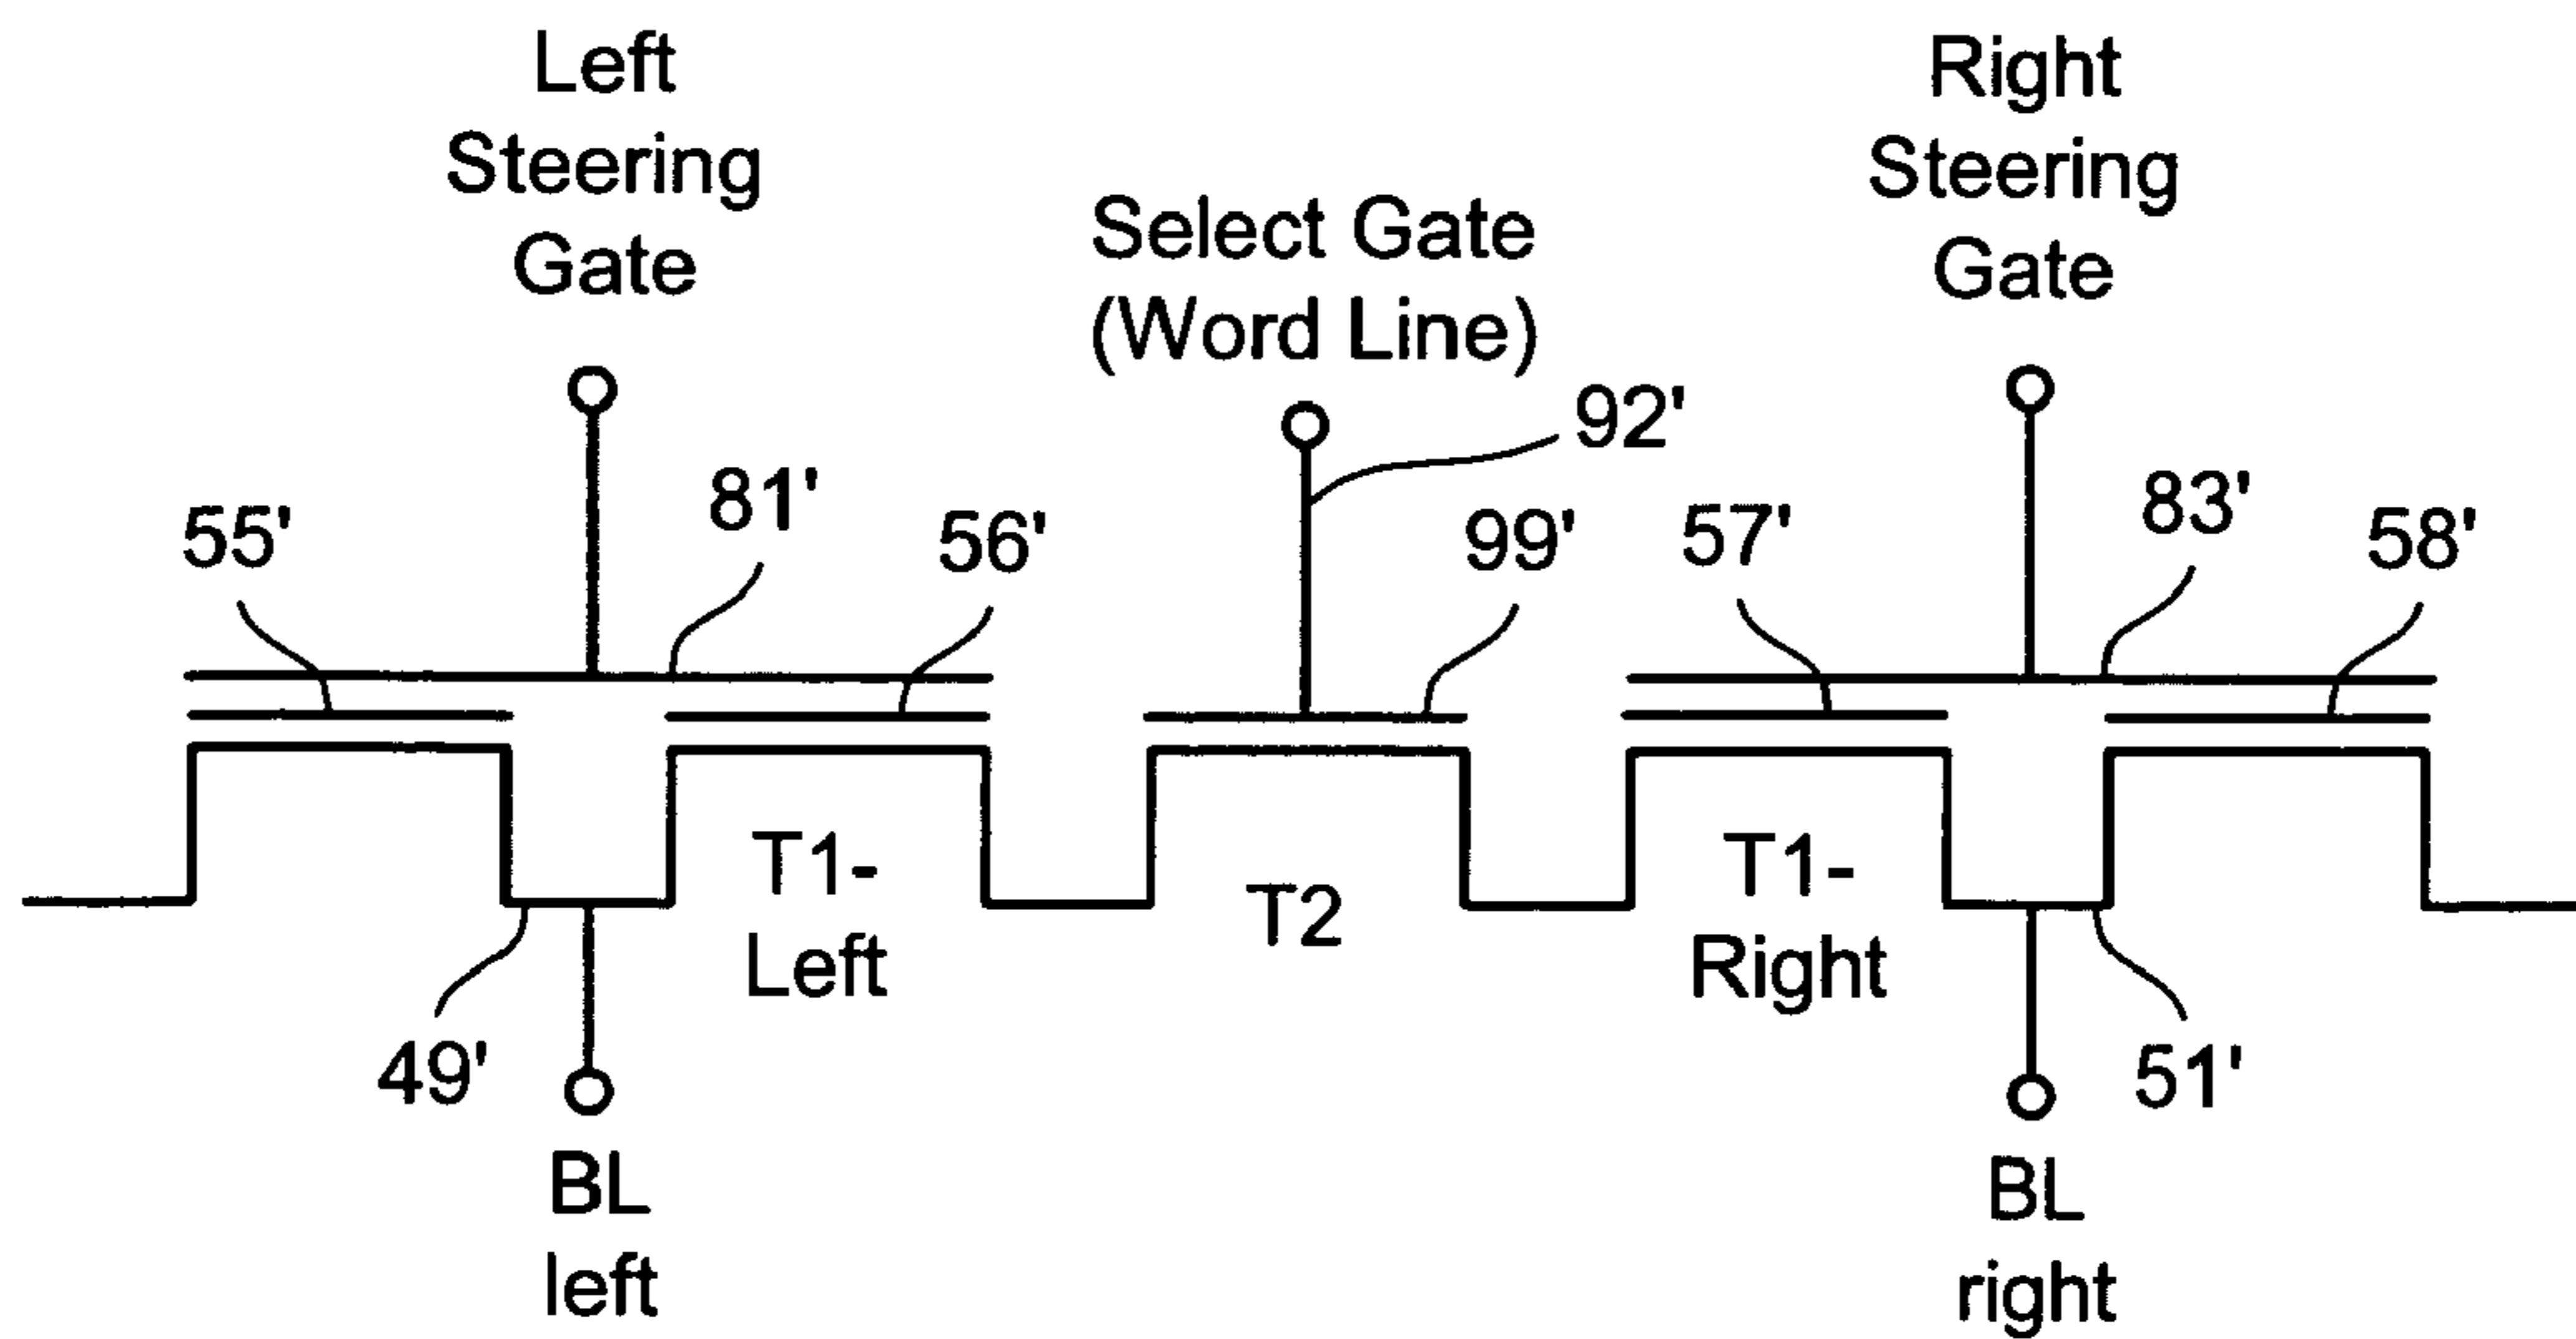 Left
Steering
Gate
Select Gate
(Word Line)
Right
Steering
Gate
92'
81'
83'
55'
56'
99'
57'
58'
T1-
Left
T2
T1-
Right
49'
51'
BL
left
BL
right